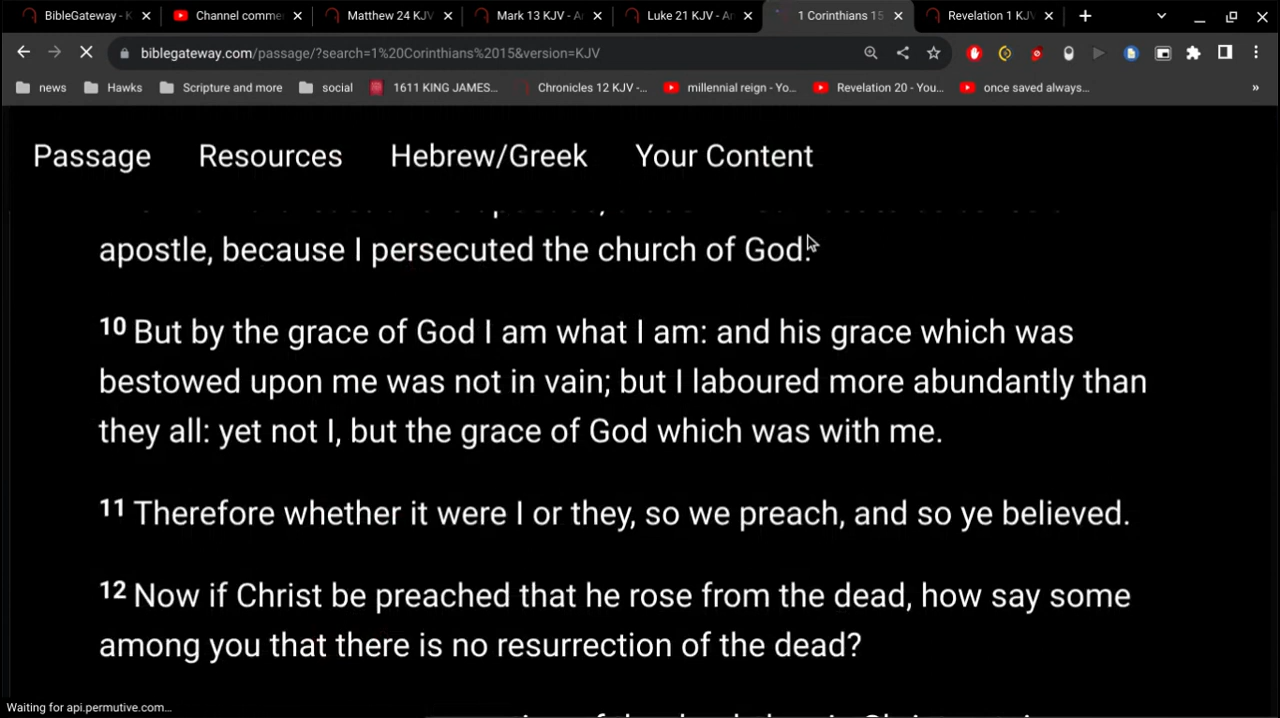 BibleGateway - K
Channel comme
Matthew 24 KJV
Mark 13 KJV - A
Luke 21 KJV - A
1 Corinthians 15
Revelation 1 KJ
biblegateway.com/passage/?search=1%20Corinthians%2015&version=KJV
news
Hawks
Scripture and more
social
1611 KING JAMES...
Chronicles 12 KJV -...
millennial reign - Yo...
Revelation 20 - You...
once saved always...
»
Passage Resources Hebrew/Greek Your Content
apostle, because I persecuted the church of God.
10 But by the grace of God I am what I am: and his grace which was
bestowed upon me was not in vain; but I laboured more abundantly than
they all: yet not I, but the grace of God which was with me.
11 Therefore whether it were I or they, so we preach, and so ye believed.
12 Now if Christ be preached that he rose from the dead, how say some
among you that there is no resurrection of the dead?
Waiting for api.permutive.com...